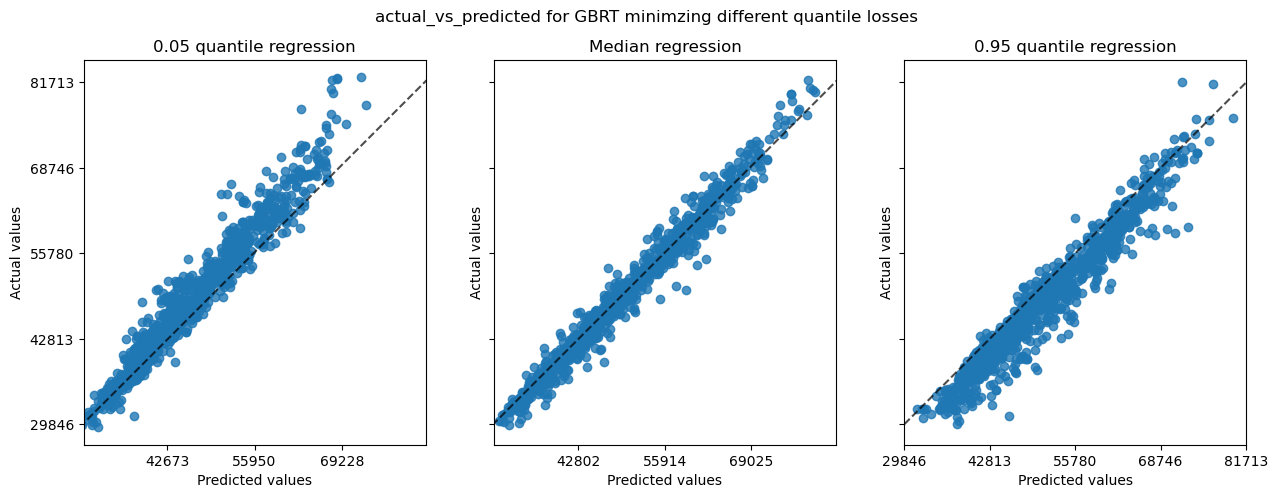 actual_vs_predicted for GBRT minimzing different quantile losses
0.05 quantile regression
Median regression
0.95 quantile regression
81713
68746
55780
42813
29846
Actual values
42673 55950 69228
Predicted values
Actual values
42802 55914 69025
Predicted values
Actual values
29846 42813 55780 68746 81713
Predicted values